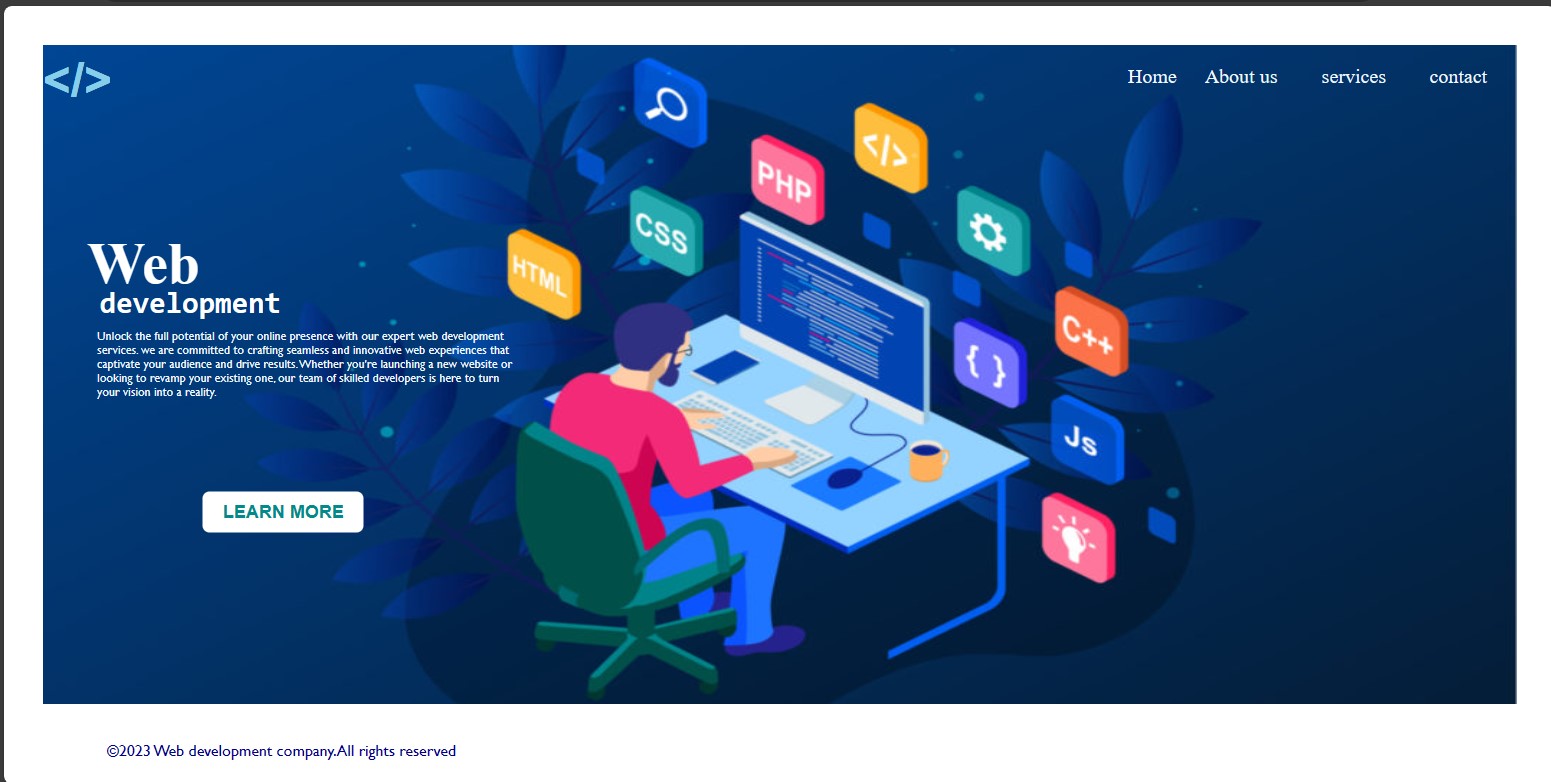 </>
Home About us services contact
</>
PHP
CSS
HTML
Web
development
Unlock the full potential of your online presence with our expert web development
services. we are committed to crafting seamless and innovative web experiences that
captivate your audience and drive results.Whether you're launching a new website or
looking to revamp your existing one, our team of skilled developers is here to turn
your vision into a reality.
C++
{ }
Js
LEARN MORE
©2023 Web development company.All rights reserved